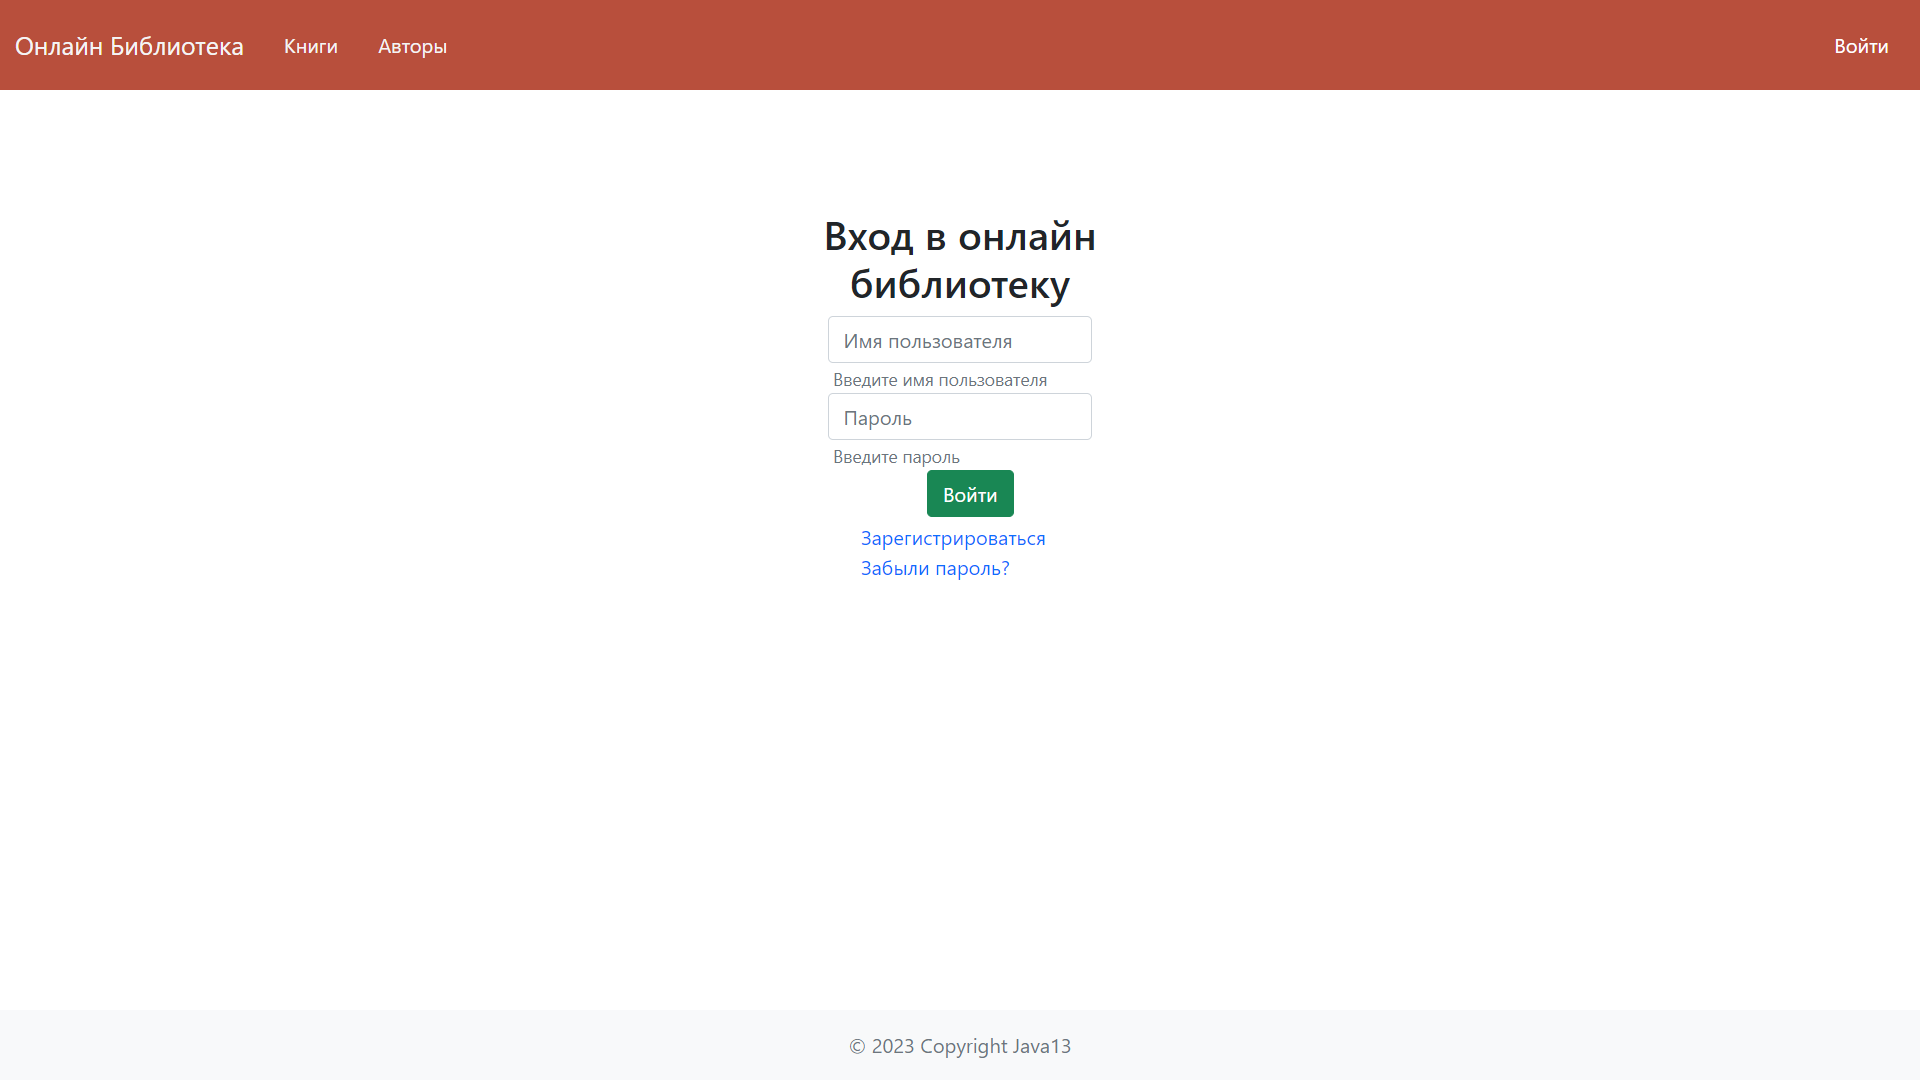 Онлайн Библиотека Книги Авторы Войти
Вход в онлайн
библиотеку
Имя пользователя
Введите имя пользователя
Пароль
Введите пароль
Войти
Зарегистрироваться
Забыли пароль?
© 2023 Copyright Java13